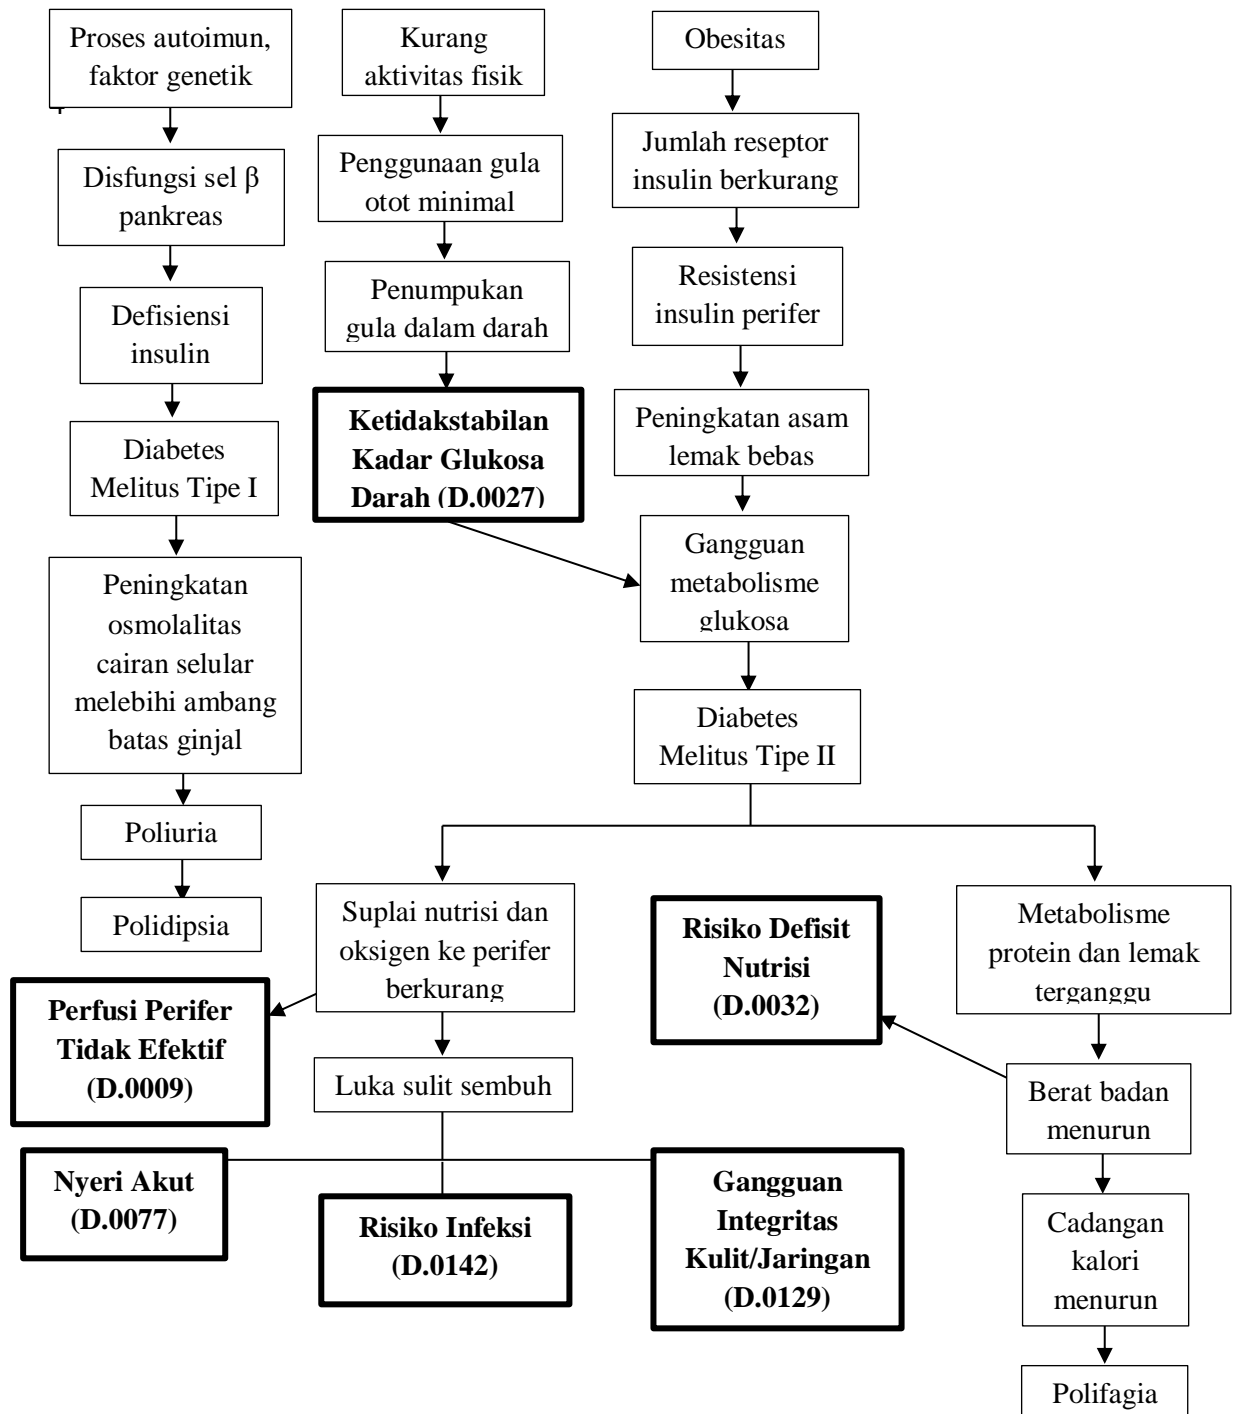 Proses autoimun,
faktor genetik
Disfungsi sel β
pankreas
Defisiensi
insulin
Diabetes
Melitus Tipe I
Peningkatan
osmolalitas
cairan selular
melebihi ambang
batas ginjal
Poliuria
Polidipsia
Kurang
aktivitas fisik
Penggunaan gula
otot minimal
Penumpukan
gula dalam darah
Ketidakstabilan
Kadar Glukosa
Darah (D.0027)
Obesitas
Jumlah reseptor
insulin berkurang
Resistensi
insulin perifer
Peningkatan asam
lemak bebas
Gangguan
metabolisme
glukosa
Diabetes
Melitus Tipe II
Suplai nutrisi dan
oksigen ke perifer
berkurang
Perfusi Perifer
Tidak Efektif
(D.0009)
Luka sulit sembuh
Nyeri Akut
(D.0077)
Risiko Infeksi
(D.0142)
Gangguan
Integritas
Kulit/Jaringan
(D.0129)
Risiko Defisit
Nutrisi
(D.0032)
Metabolisme
protein dan lemak
terganggu
Berat badan
menurun
Cadangan
kalori
menurun
Polifagia